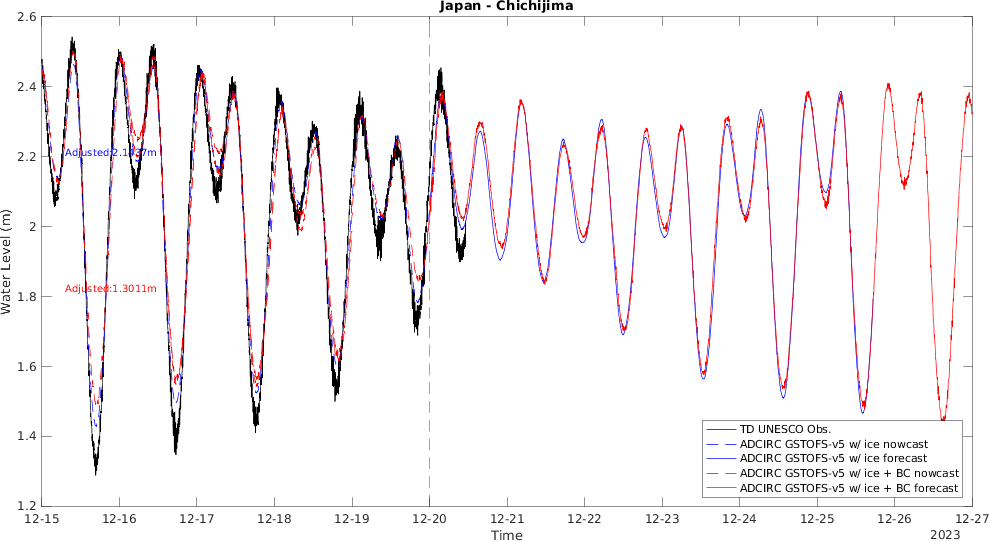 Japan - Chichijima
2.6
2.4
2.2
2
1.8
1.6
1.4
1.2
Water Level (m)
Adjusted:1.3011m
TD UNESCO Obs.
ADCIRC GSTOFS-v5 w/ ice nowcast
ADCIRC GSTOFS-v5 w/ ice forecast
ADCIRC GSTOFS-v5 w/ ice + BC nowcast
ADCIRC GSTOFS-v5 w/ ice + BC forecast
12-15 12-16 12-17 12-18 12-19 12-20 12-21 12-22 12-23 12-24 12-25 12-26 12-27
Time
2023